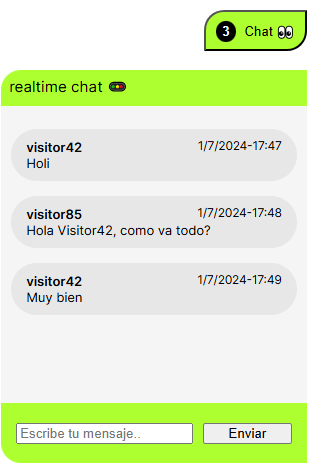 3 Chat 👀
realtime chat 🚥
visitor42 1/7/2024-17:47
Holi
visitor85 1/7/2024-17:48
Hola Visitor42, como va todo?
visitor42 1/7/2024-17:49
Muy bien
Escribe tu mensaje.. Enviar